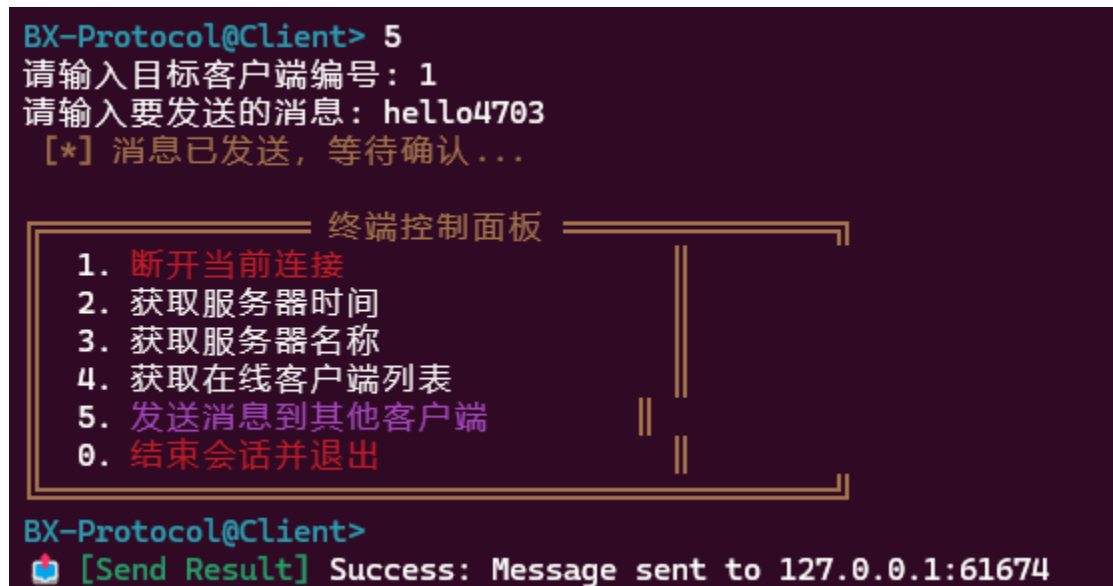 BX-Protocol@Client> 5
请输入目标客户端编号: 1
请输入要发送的消息: hello4703
[*] 消息已发送, 等待确认...
终端控制面板
1. 断开当前连接
2. 获取服务器时间
3. 获取服务器名称
4. 获取在线客户端列表
5. 发送消息到其他客户端
0. 结束会话并退出
BX-Protocol@Client>
[Send Result] Success: Message sent to 127.0.0.1:61674